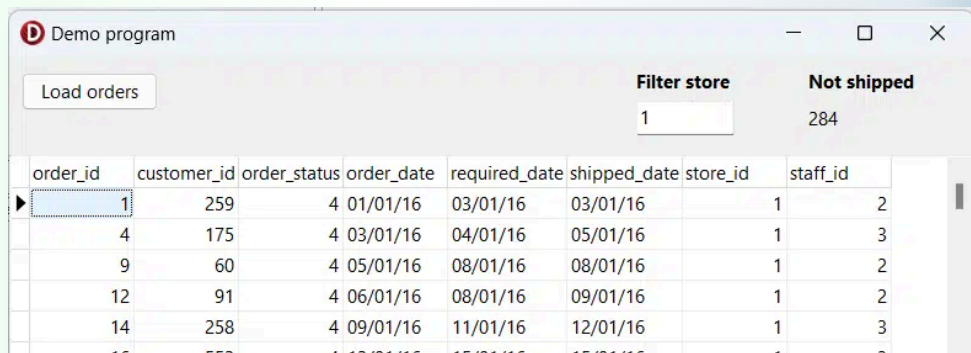 Demo program
Load orders
Filter store
Not shipped
1
284
order_id customer_id order_status order_date required_date shipped_date store_id staff_id
1 259 4 01/01/16 03/01/16 03/01/16 1 2
4 175 4 03/01/16 04/01/16 05/01/16 1 3
9 60 4 05/01/16 08/01/16 08/01/16 1 2
12 91 4 06/01/16 08/01/16 09/01/16 1 2
14 258 4 09/01/16 11/01/16 12/01/16 1 3